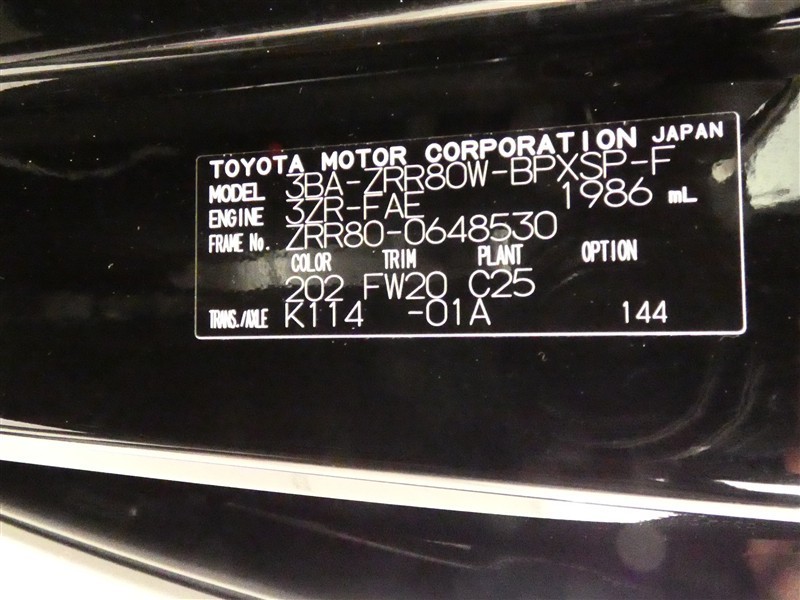 TOYOTA MOTOR CORPORATION JAPAN
MODEL 3BA-ZRR80W-BPXSP-F
ENGINE 3ZR-FAE 1986 mL
FRAME No. ZRR80-0648530
COLOR TRIM PLANT OPTION
202 FW20 C25
TRANS./AXLE K114 -01A 144